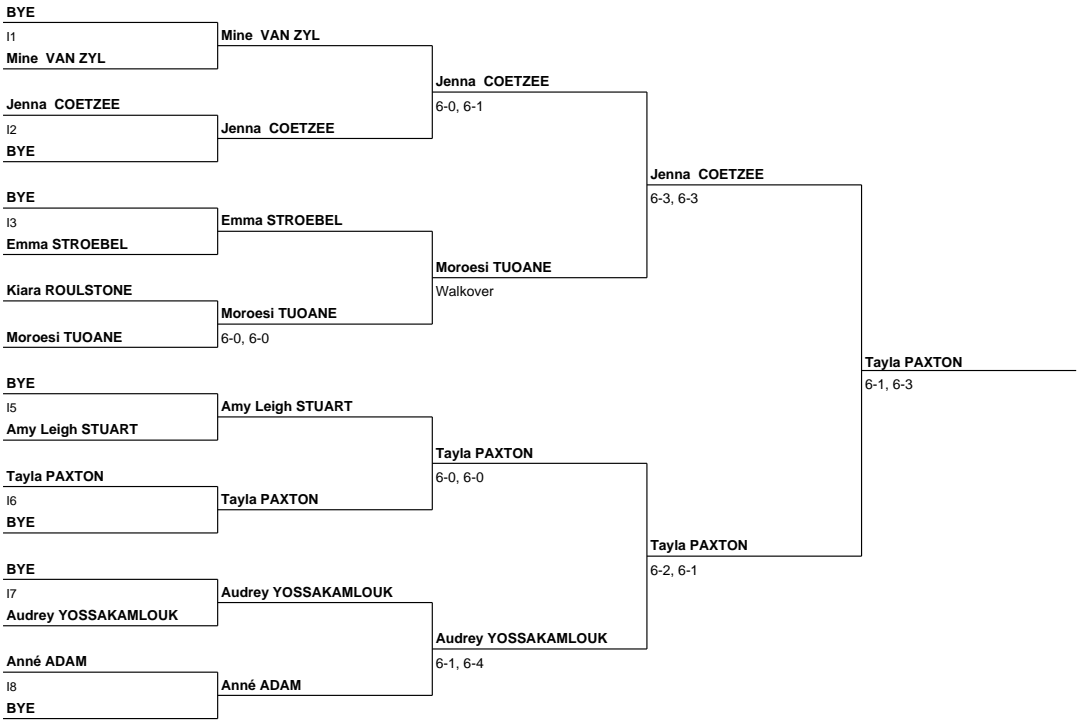 BYE
I1
Mine  VAN ZYL
Jenna  COETZEE
I2
BYE
BYE
I3
Emma STROEBEL
Kiara ROULSTONE
Moroesi TUOANE
BYE
I5
Amy Leigh STUART
Tayla PAXTON
I6
BYE
BYE
I7
Audrey YOSSAKAMLOUK
Anné ADAM
I8
BYE
Mine  VAN ZYL
Jenna  COETZEE
Emma STROEBEL
Moroesi TUOANE
6-0, 6-0
Amy Leigh STUART
Tayla PAXTON
Audrey YOSSAKAMLOUK
Anné ADAM
Jenna  COETZEE
6-0, 6-1
Moroesi TUOANE
Walkover
Tayla PAXTON
6-0, 6-0
Audrey YOSSAKAMLOUK
6-1, 6-4
Jenna  COETZEE
6-3, 6-3
Tayla PAXTON
6-2, 6-1
Tayla PAXTON
6-1, 6-3